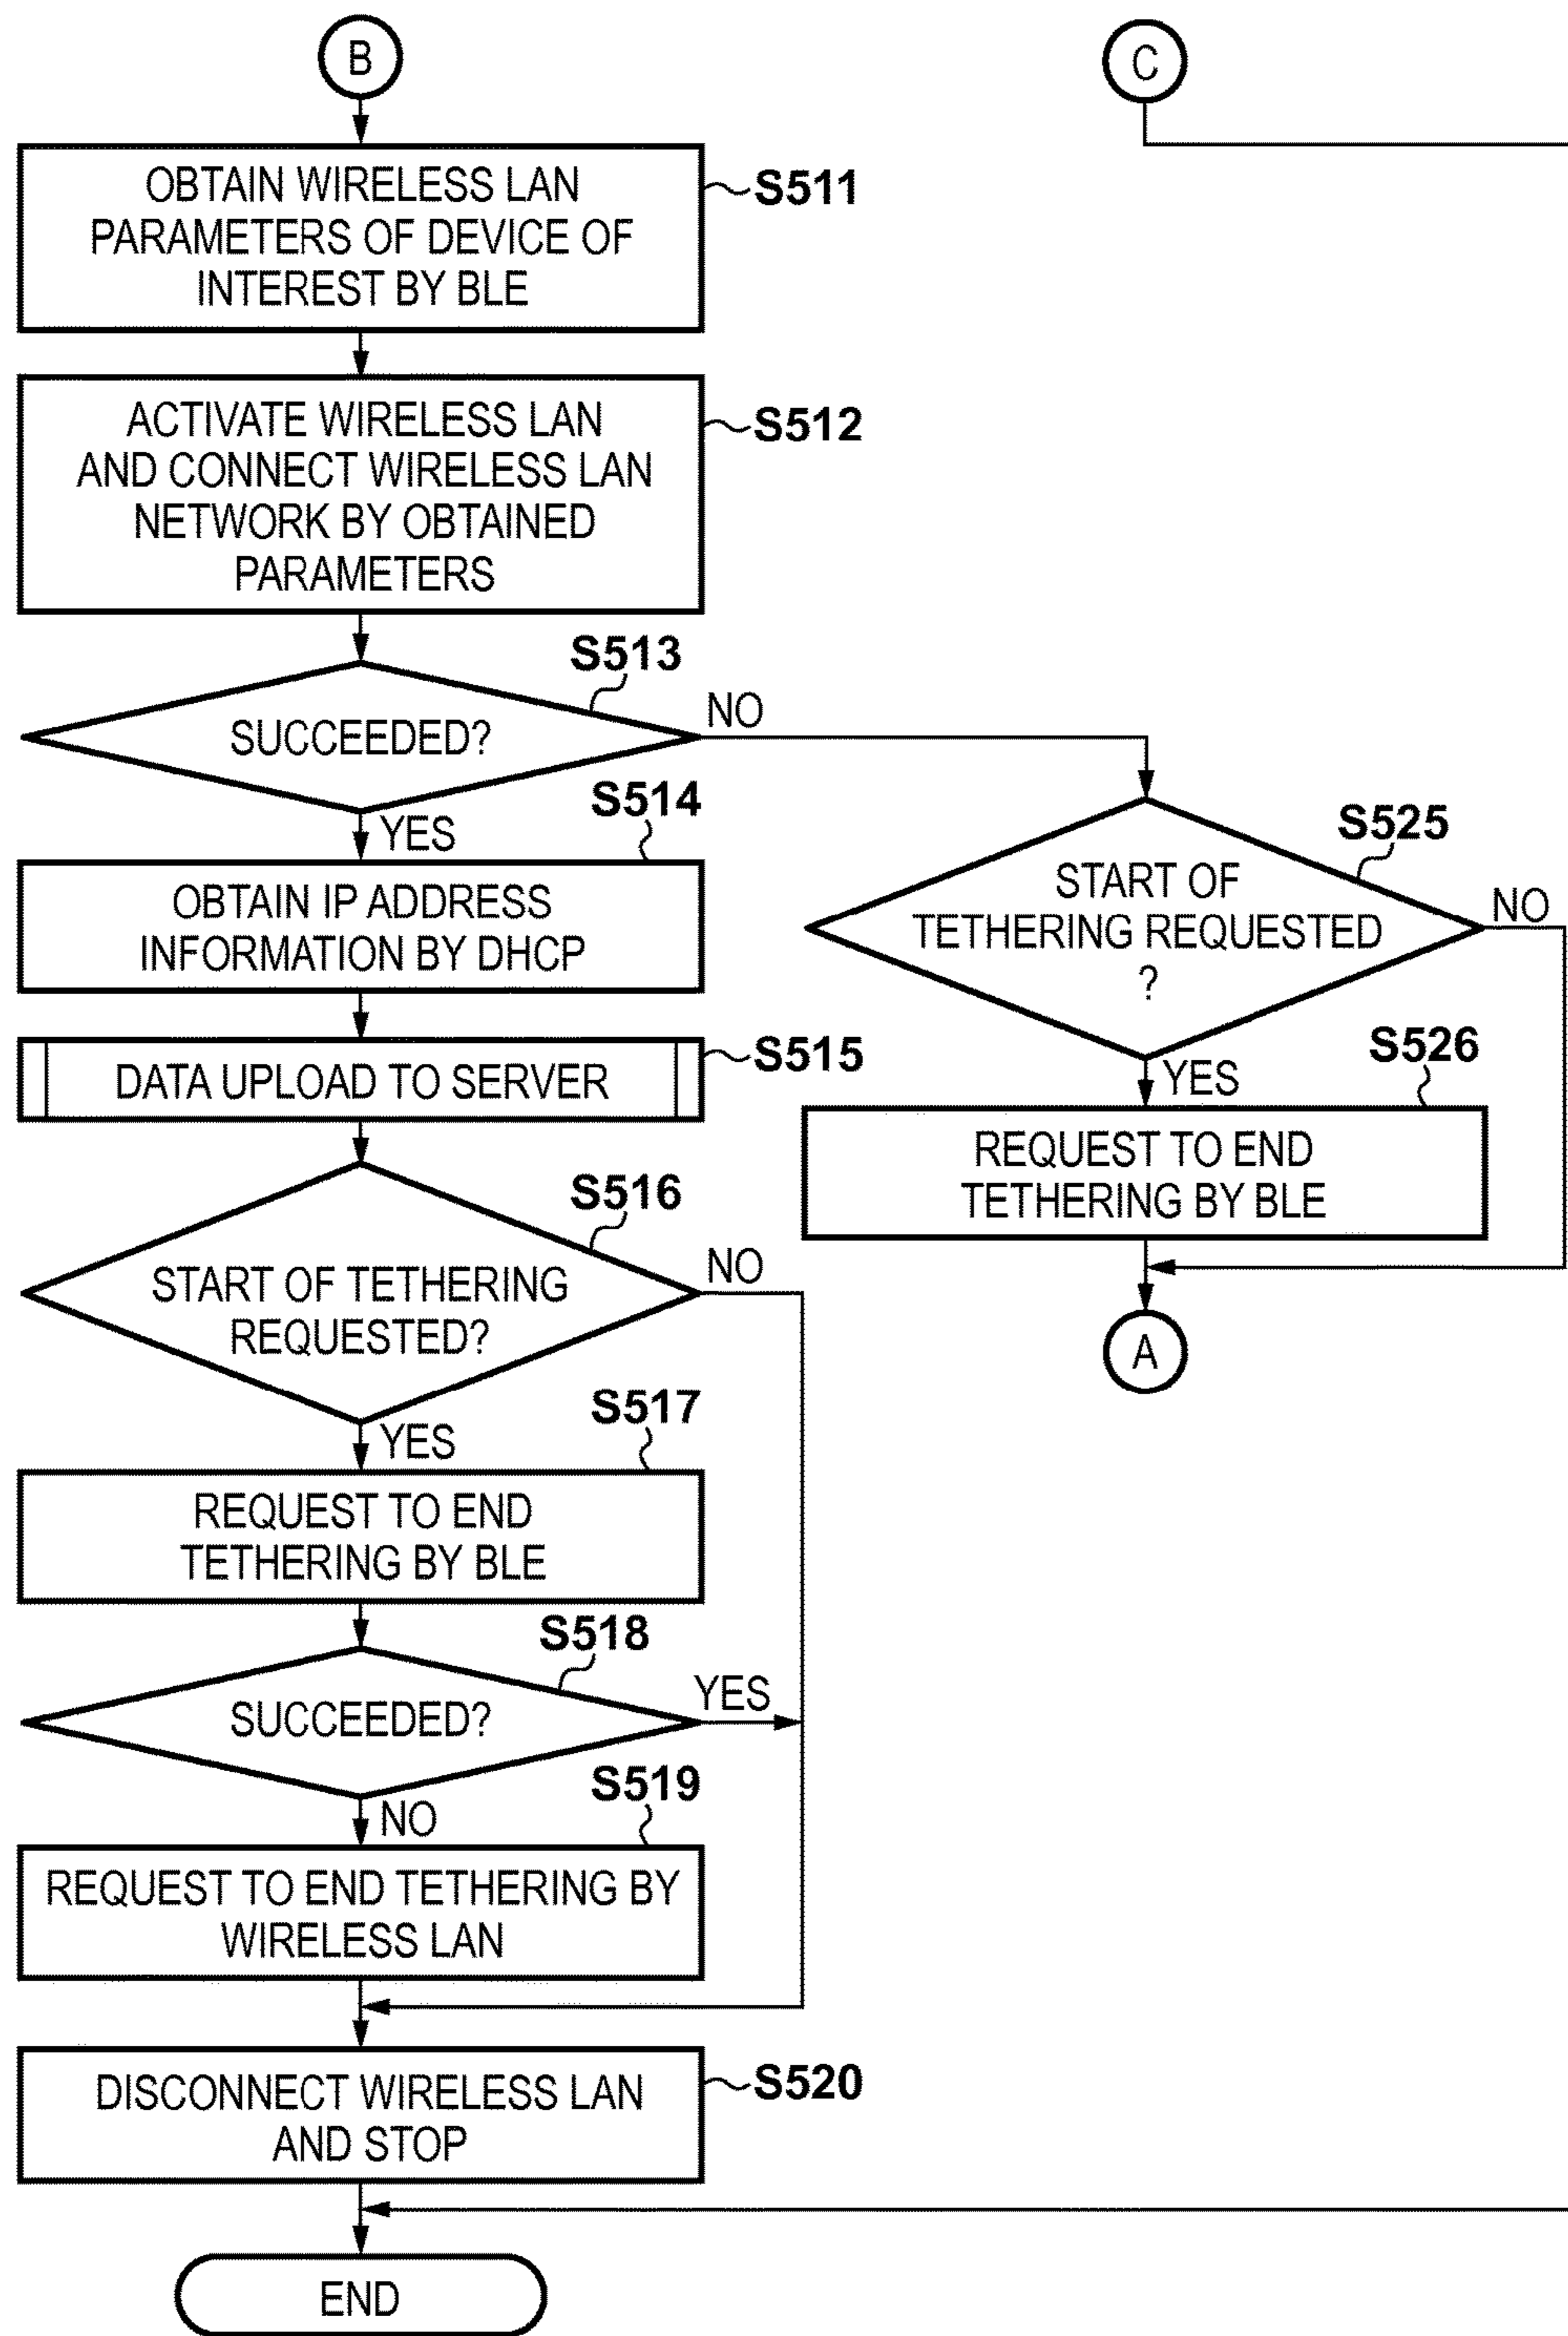 B
C
OBTAIN WIRELESS LAN
PARAMETERS OF DEVICE OF
INTEREST BY BLE
S511
ACTIVATE WIRELESS LAN
AND CONNECT WIRELESS LAN
NETWORK BY OBTAINED
PARAMETERS
S512
S513
SUCCEEDED?
NO
YES
S514
OBTAIN IP ADDRESS
INFORMATION BY DHCP
S525
START OF
TETHERING REQUESTED
?
NO
YES
S526
REQUEST TO END
TETHERING BY BLE
A
DATA UPLOAD TO SERVER
S515
S516
START OF TETHERING
REQUESTED?
NO
YES
S517
REQUEST TO END
TETHERING BY BLE
S518
SUCCEEDED?
YES
NO
S519
REQUEST TO END TETHERING BY
WIRELESS LAN
DISCONNECT WIRELESS LAN
AND STOP
S520
END